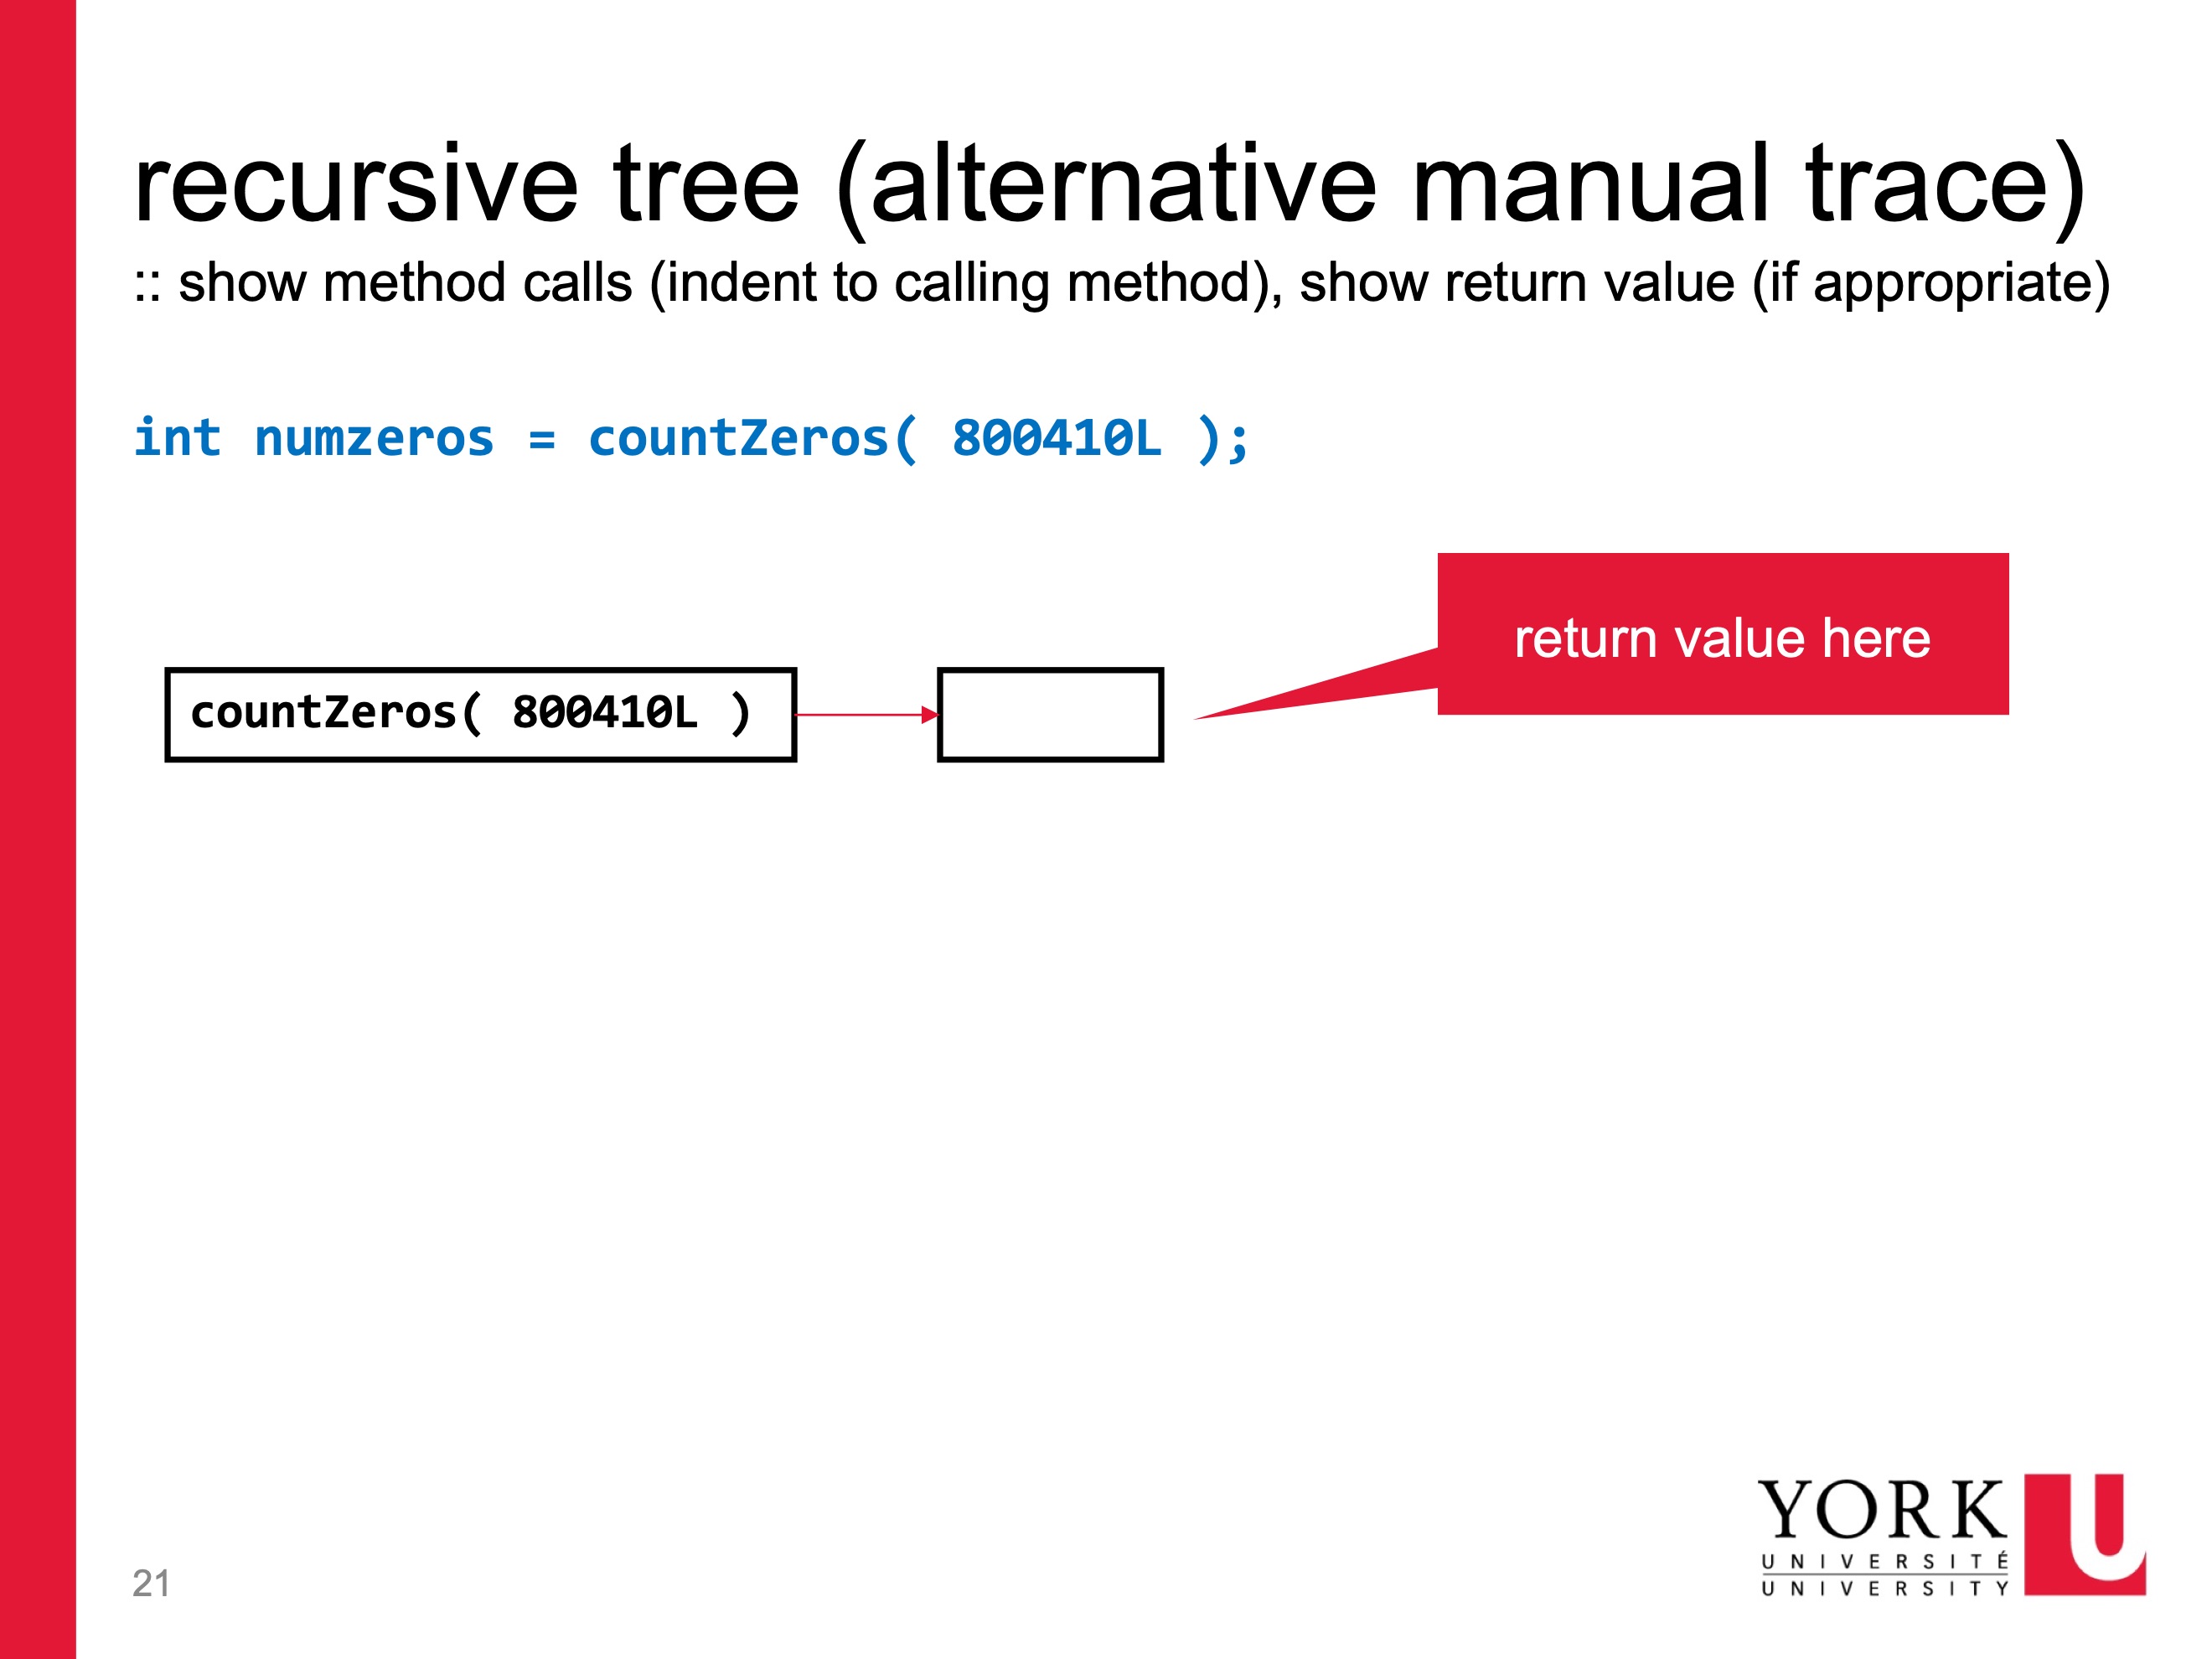 recursive tree (alternative manual trace)
:: show method calls (indent to calling method), show return value (if appropriate)
int numzeros = countZeros( 800410L );
return value here
countZeros( 800410L )
21
YORK
UNIVERSITÉ
UNIVERSITY
U